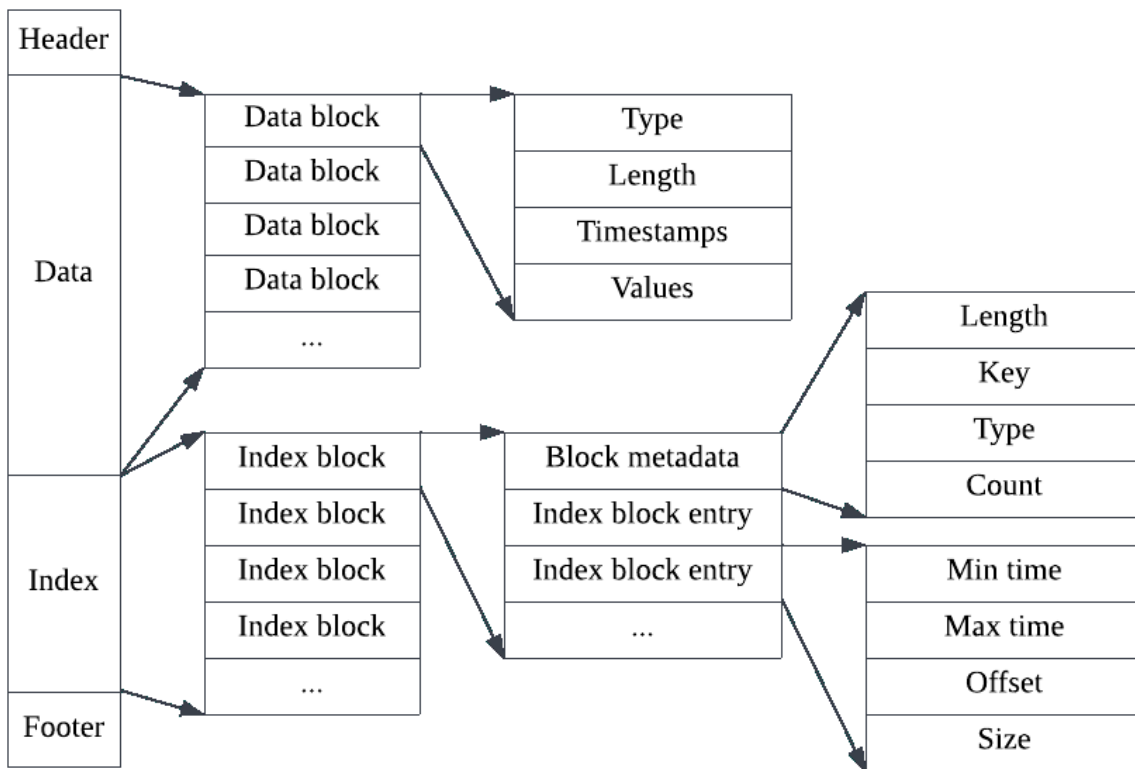 Header
Data
Index
Footer
Data block
Data block
Data block
Data block
...
Type
Length
Timestamps
Values
Index block
Index block
Index block
Index block
...
Block metadata
Index block entry
Index block entry
...
Length
Key
Type
Count
Min time
Max time
Offset
Size